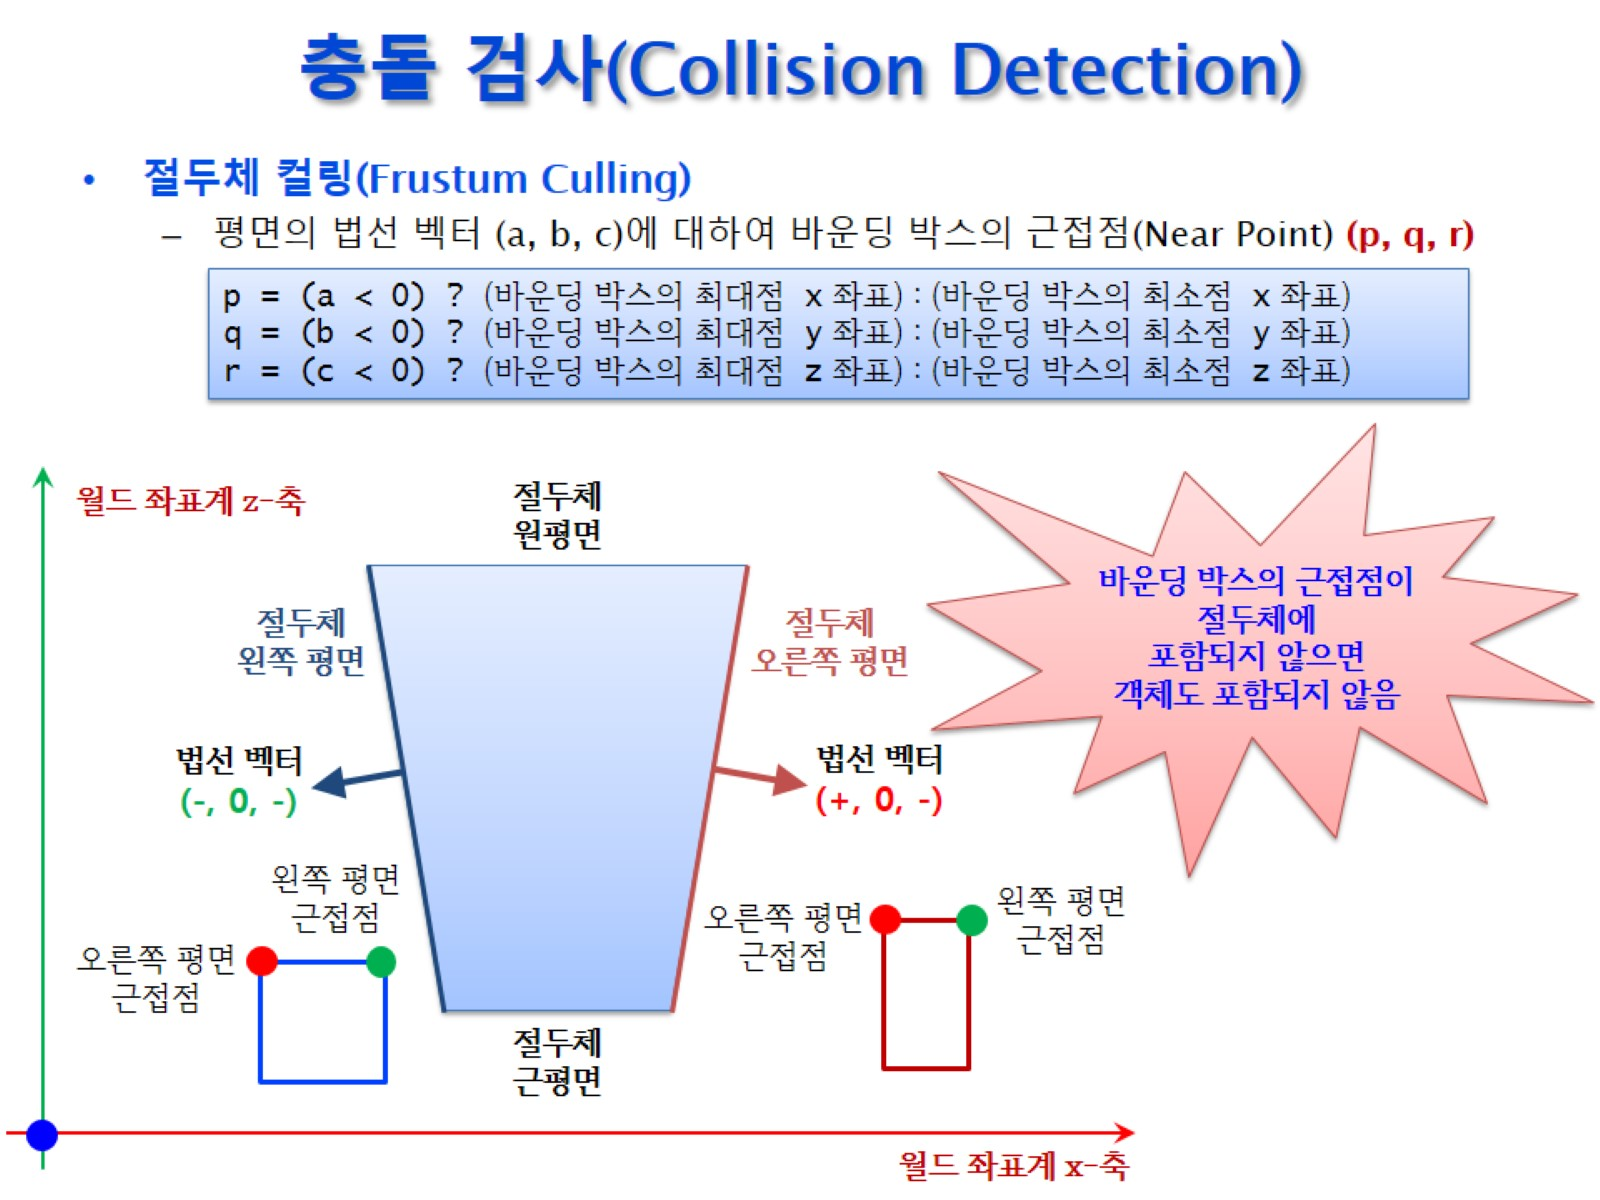 충돌 검사(Collision Detection)
• 절두체 컬링(Frustum Culling)
– 평면의 법선 벡터 (a, b, c)에 대하여 바운딩 박스의 근접점(Near Point) (p, q, r)
p = (a < 0) ? (바운딩 박스의 최대점 x 좌표) : (바운딩 박스의 최소점 x 좌표)
q = (b < 0) ? (바운딩 박스의 최대점 y 좌표) : (바운딩 박스의 최소점 y 좌표)
r = (c < 0) ? (바운딩 박스의 최대점 z 좌표) : (바운딩 박스의 최소점 z 좌표)
월드 좌표계 z-축
절두체
원평면
절두체
왼쪽 평면
절두체
오른쪽 평면
바운딩 박스의 근접점이
절두체에
포함되지 않으면
객체도 포함되지 않음
법선 벡터
(-, 0, -)
법선 벡터
(+, 0, -)
왼쪽 평면
근접점
오른쪽 평면
근접점
오른쪽 평면
근접점
왼쪽 평면
근접점
절두체
근평면
월드 좌표계 x-축